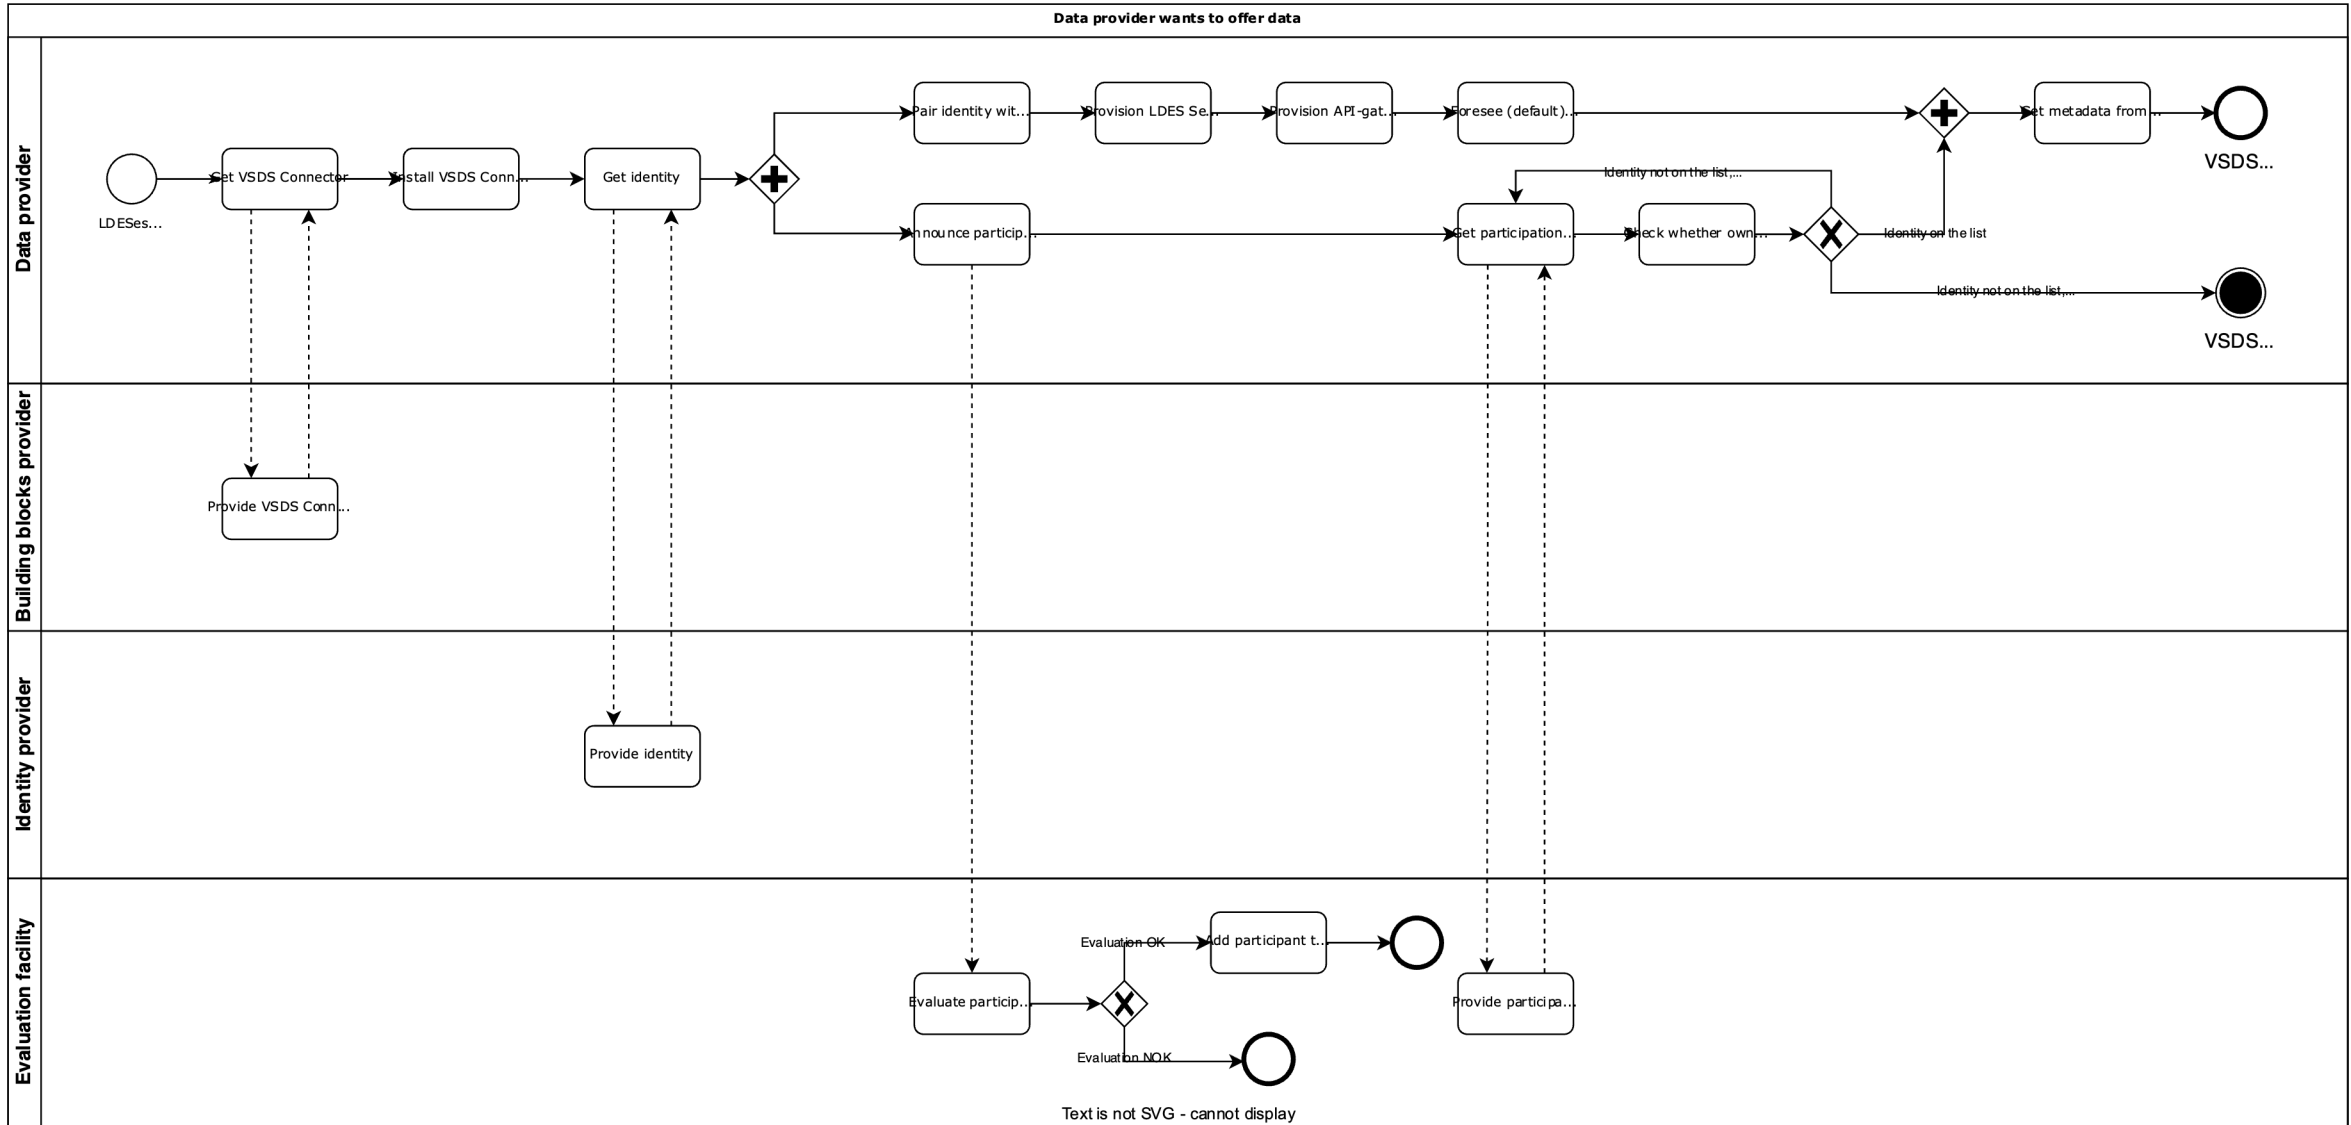 Data provider wants to offer data
Data provider
LDESes...
Get VSDS Connector
Install VSDS Conn...
Get identity
Pair identity wit...
Provision LDES Se...
Provision API-gat...
Foresee (default)...
Get metadata from...
VSDS...
Announce particip...
Identity not on the list,...
Get participation...
Check whether own...
Identity on the list
Identity not on the list,...
VSDS...
Building blocks provider
Provide VSDS Conn...
Identity provider
Provide identity
Evaluation facility
Evaluate particip...
Evaluation OK
Add participant t...
Evaluation NOK
Provide participa...
Text is not SVG - cannot display